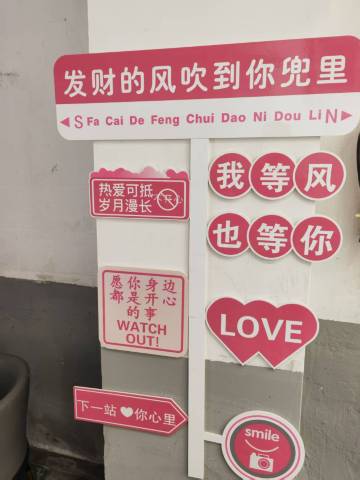 发财的风吹到你兜里
S Fa Cai De Feng Chui Dao Ni Dou Li N
热爱可抵
岁月漫长
我等风
也等你
愿你身边
都是开心
的事
WATCH
OUT!
LOVE
下一站你心里
smile